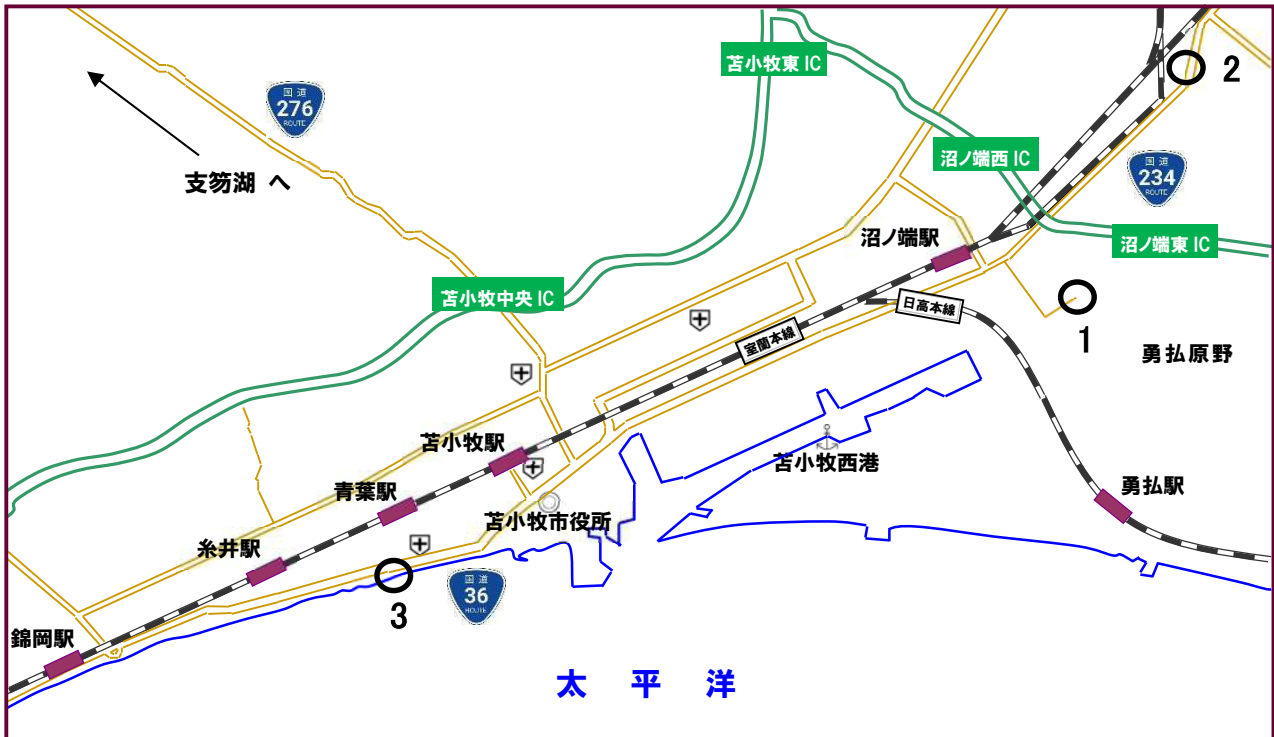 苫小牧東 IC
2
国道
276
ROUTE
沼ノ端西 IC
国道
234
ROUTE
支笏湖 へ
沼ノ端駅
沼ノ端東 IC
苫小牧中央 IC
日高本線
1
室蘭本線
勇払原野
苫小牧駅
苫小牧西港
青葉駅
勇払駅
苫小牧市役所
糸井駅
国道
36
ROUTE
3
錦岡駅
太 平 洋